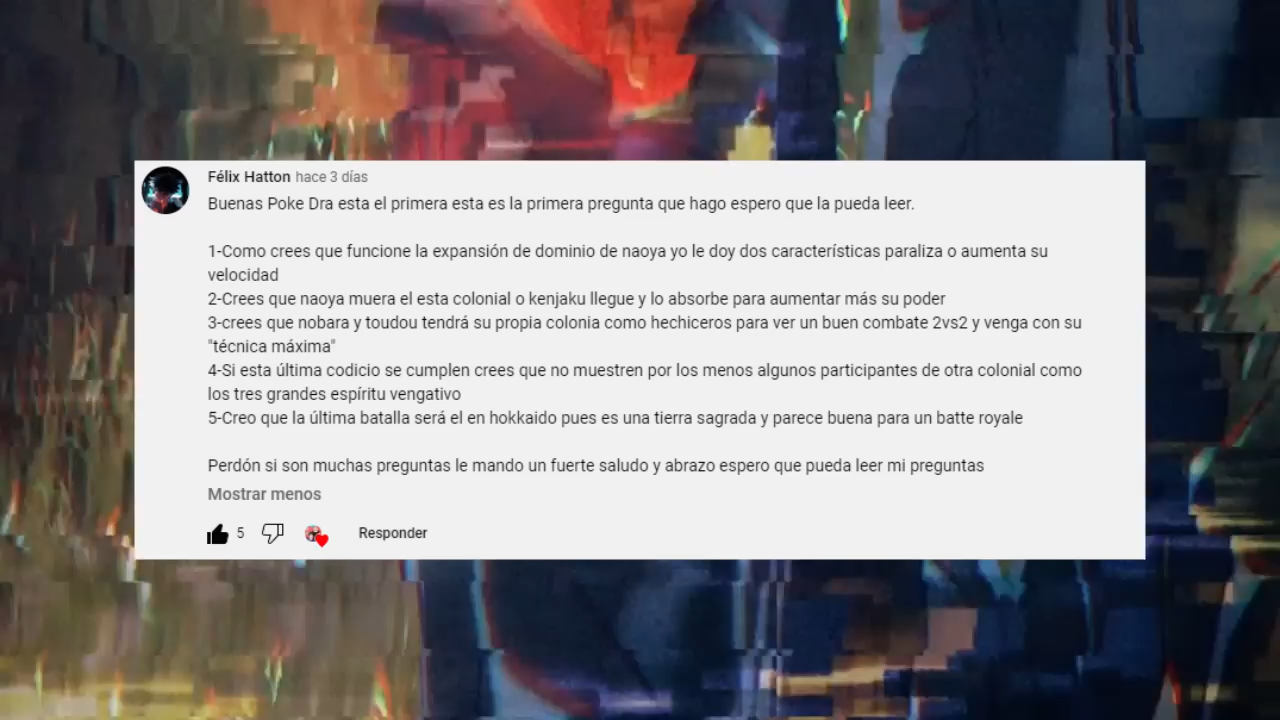 Félix Hatton hace 3 días
Buenas Poke Dra esta el primera esta es la primera pregunta que hago espero que la pueda leer.
1-Como crees que funcione la expansión de dominio de naoya yo le doy dos características paraliza o aumenta su
velocidad
2-Crees que naoya muera el esta colonial o kenjaku llegue y lo absorbe para aumentar más su poder
3-crees que nobara y toudou tendrá su propia colonia como hechiceros para ver un buen combate 2vs2 y venga con su
"técnica máxima"
4-Si esta última codicio se cumplen crees que no muestren por los menos algunos participantes de otra colonial como
los tres grandes espíritu vengativo
5-Creo que la última batalla será el en hokkaido pues es una tierra sagrada y parece buena para un batte royale
Perdón si son muchas preguntas le mando un fuerte saludo y abrazo espero que pueda leer mi preguntas
Mostrar menos
5 Responder